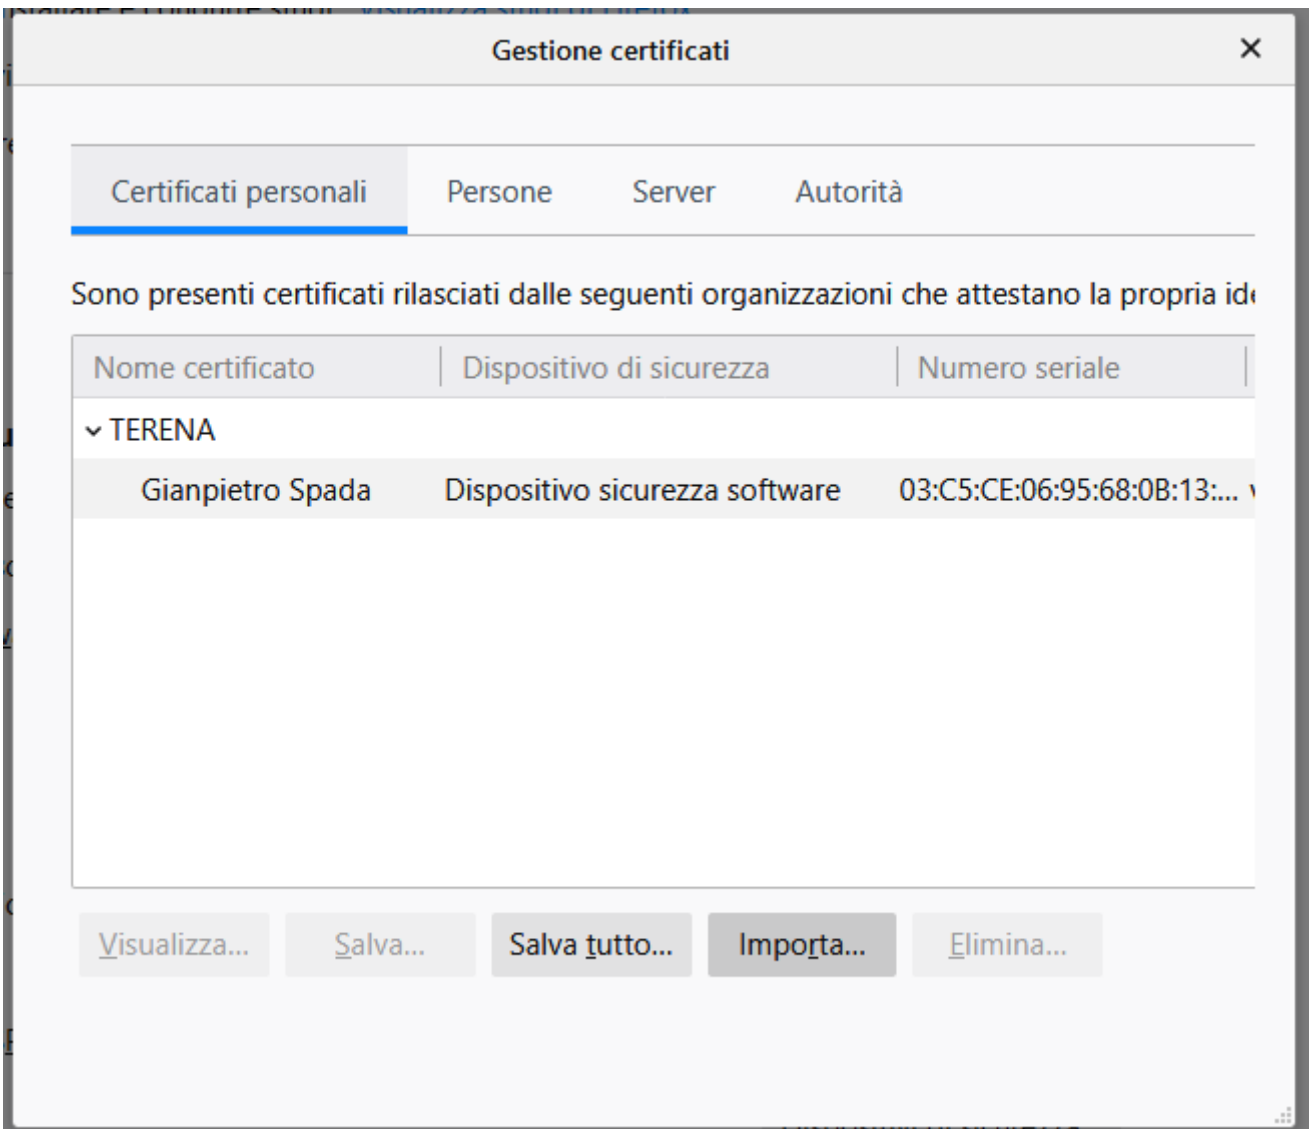 Gestione certificati
Certificati personali Persone Server Autorità
Sono presenti certificati rilasciati dalle seguenti organizzazioni che attestano la propria ide
Nome certificato Dispositivo di sicurezza Numero seriale
TERENA
Gianpietro Spada Dispositivo sicurezza software 03:C5:CE:06:95:68:0B:13:...
Visualizza... Salva... Salva tutto... Importa... Elimina...